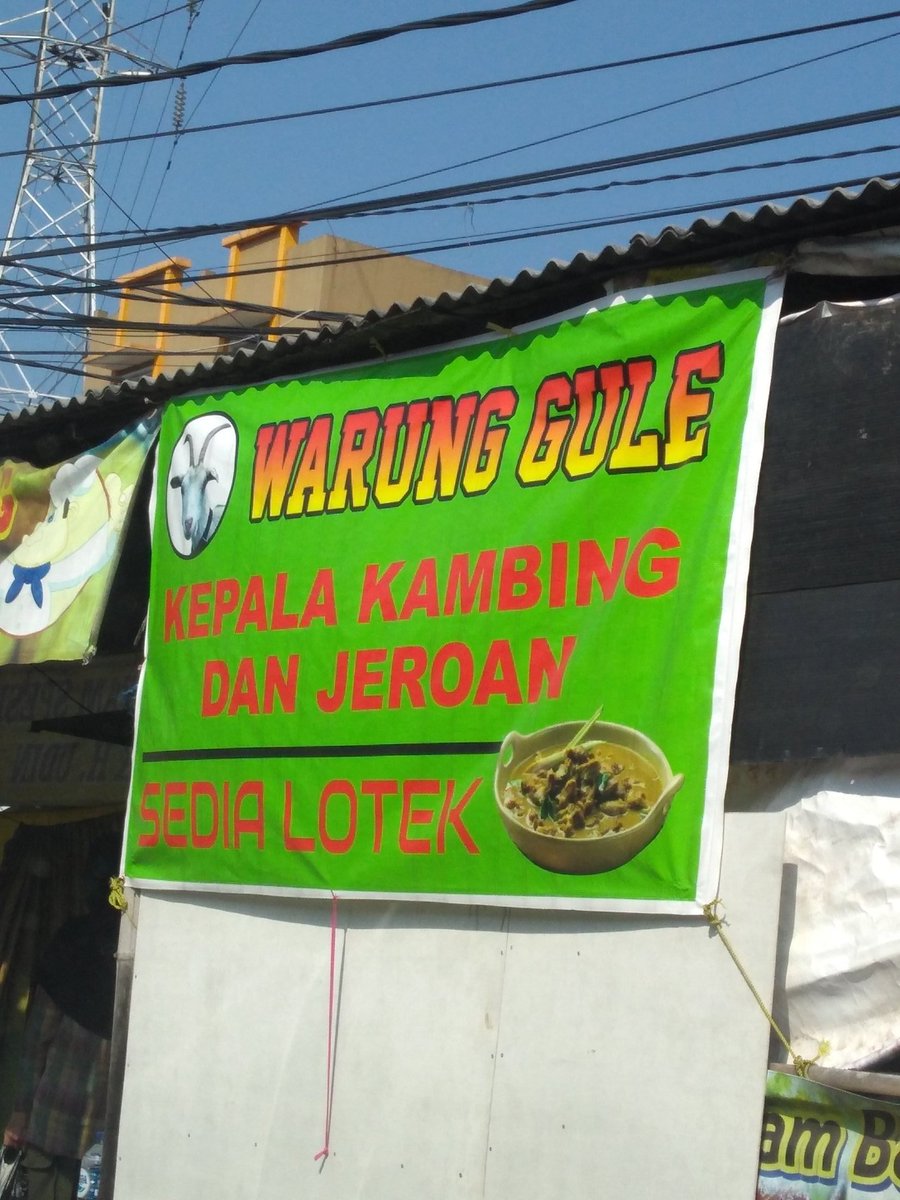 WARUNG GULE
KEPALA KAMBING
DAN JEROAN
SEDIA LOTEK